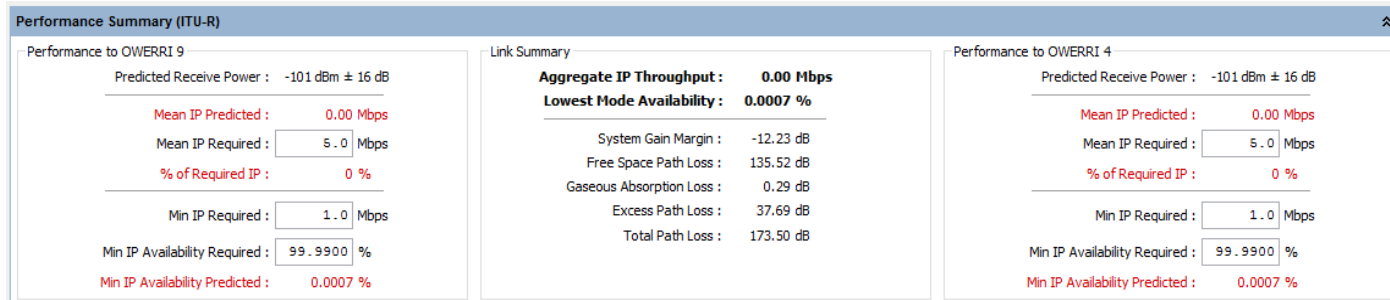 Performance Summary (ITU-R)
Performance to OWERRI 9
Predicted Receive Power : -101 dBm ± 16 dB
Mean IP Predicted : 0.00 Mbps
Mean IP Required : 5.0 Mbps
% of Required IP : 0 %
Min IP Required : 1.0 Mbps
Min IP Availability Required : 99.9900 %
Min IP Availability Predicted : 0.0007 %
Link Summary
Aggregate IP Throughput : 0.00 Mbps
Lowest Mode Availability : 0.0007 %
System Gain Margin : -12.23 dB
Free Space Path Loss : 135.52 dB
Gaseous Absorption Loss : 0.29 dB
Excess Path Loss : 37.69 dB
Total Path Loss : 173.50 dB
Performance to OWERRI 4
Predicted Receive Power : -101 dBm ± 16 dB
Mean IP Predicted : 0.00 Mbps
Mean IP Required : 5.0 Mbps
% of Required IP : 0 %
Min IP Required : 1.0 Mbps
Min IP Availability Required : 99.9900 %
Min IP Availability Predicted : 0.0007 %